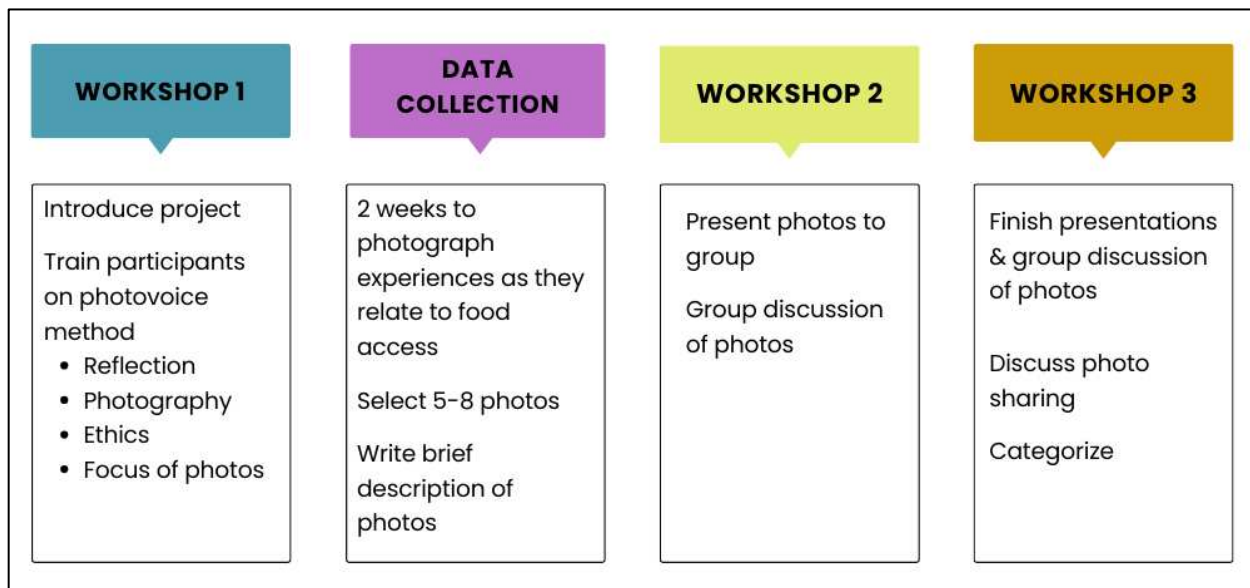 WORKSHOP 1
Introduce project
Train participants
on photovoice
method
• Reflection
• Photography
• Ethics
• Focus of photos
DATA
COLLECTION
2 weeks to
photograph
experiences as they
relate to food
access
Select 5-8 photos
Write brief
description of
photos
WORKSHOP 2
Present photos to
group
Group discussion
of photos
WORKSHOP 3
Finish presentations
& group discussion
of photos
Discuss photo
sharing
Categorize